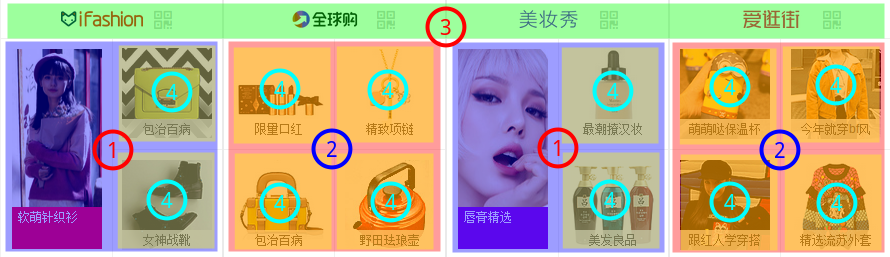 iFashion
全球购
美妆秀
爱逛街
3
4
包治百病
1
软萌针织衫
4
女神战靴
4
限量口红
4
精致项链
2
4
包治百病
4
野田珐琅壶
4
最潮撩汉妆
1
唇膏精选
4
美发良品
4
萌萌哒保温杯
4
今年就穿bf风
2
4
跟红人学穿搭
4
精选流苏外套